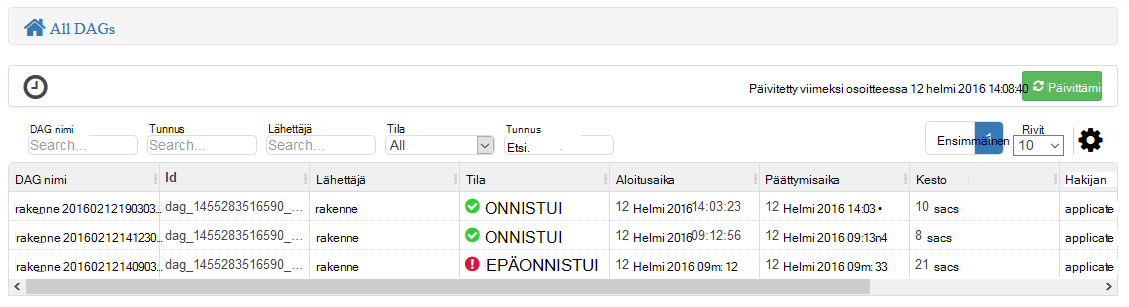 All DAGs
Päivitetty viimeksi osoitteessa 12 helmi 2016 14:08:40 Päivittämi
DAG nimi Tunnus Lähettäjä Tila Tunnus Rivit
Search... Search... Search... All Etsi. Ensimmäinen 1 10
DAG nimi Id Lähettäjä Tila Aloitusaika Päättymisaika Kesto Hakijan
rakenne 20160212190303... dag_1455283516590_... rakenne ONNISTUI 12 Helmi 2016 14:03:23 12 Helmi 2016 14:03 • 10 sacs applicate
rakenne 20160212141230... dag_1455283516590_... rakenne ONNISTUI 12 Helmi 2016 09:12:56 12 Helmi 2016 09:13n4 8 sacs applicate
rakenne 20160212140903... dag_1455283516590_... rakenne EPÄONNISTUI 12 Helmi 2016 09m: 12 12 Helmi 2016 09m: 33 21 sacs applicate